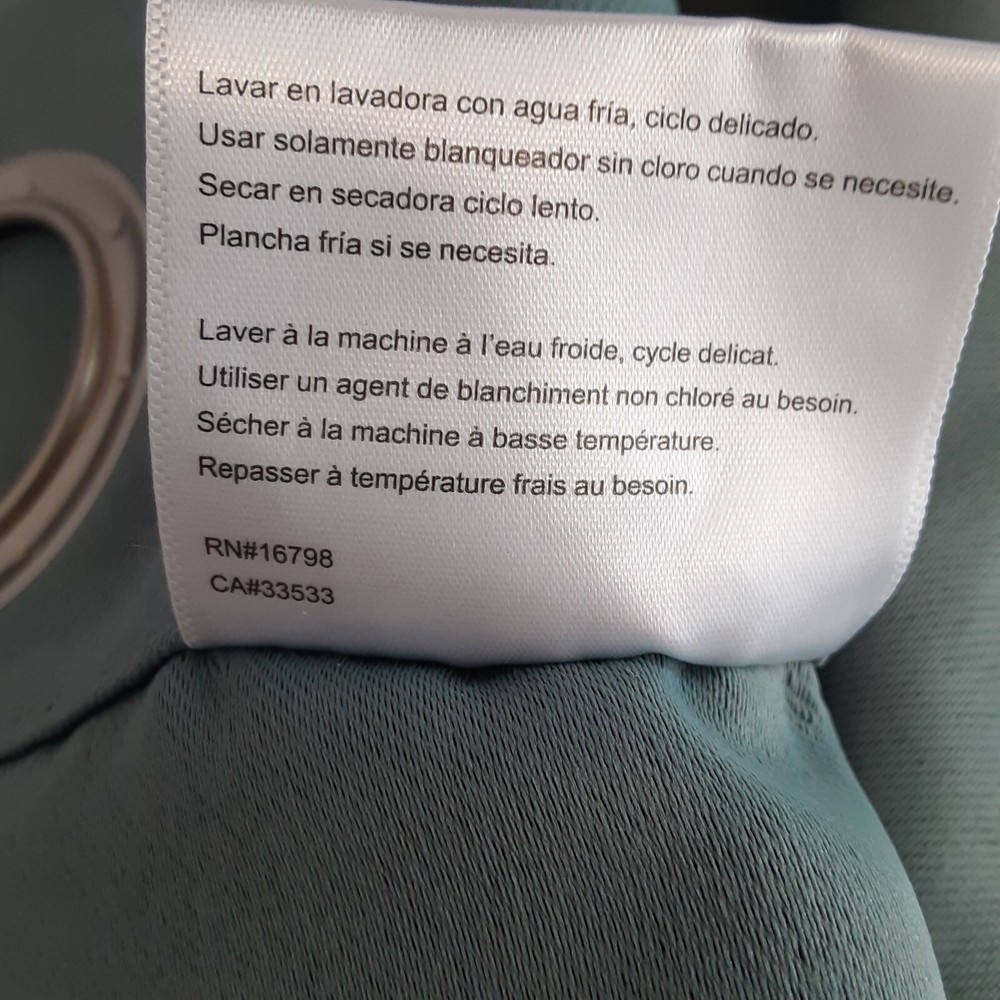 Lavar en lavadora con agua fría, ciclo delicado.
Usar solamente blanqueador sin cloro cuando se necesite.
Secar en secadora ciclo lento.
Plancha fría si se necesita.
Laver à la machine à l'eau froide, cycle delicat.
Utiliser un agent de blanchiment non chloré au besoin.
Sécher à la machine à basse température.
Repasser à température frais au besoin.
RN#16798
CA#33533